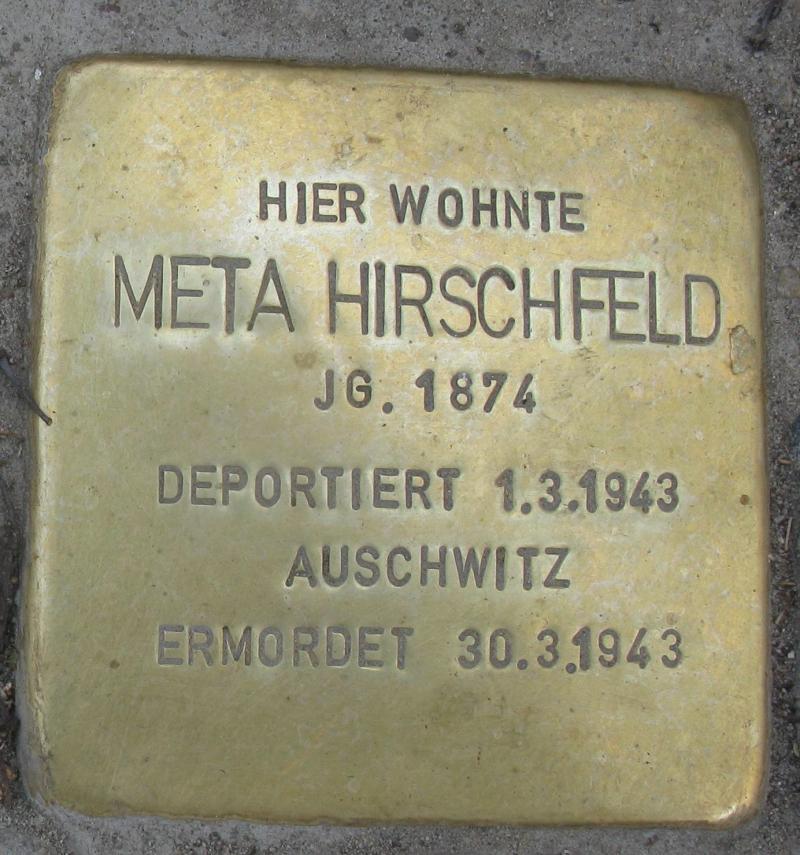 HIER WOHNTE
META HIRSCHFELD
JG. 1874
DEPORTIERT 1.3.1943
AUSCHWITZ
ERMORDET 30.3.1943